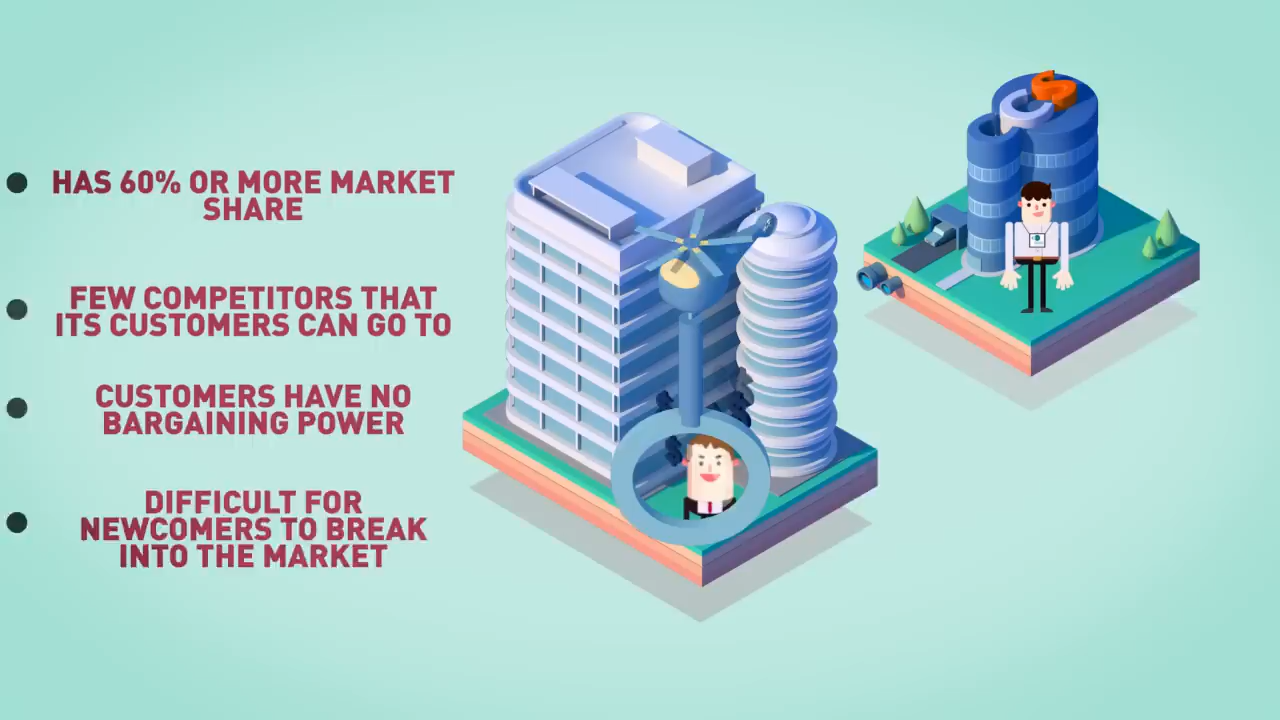 HAS 60% OR MORE MARKET
SHARE
FEW COMPETITORS THAT
ITS CUSTOMERS CAN GO TO
CUSTOMERS HAVE NO
BARGAINING POWER
DIFFICULT FOR
NEWCOMERS TO BREAK
INTO THE MARKET
CS